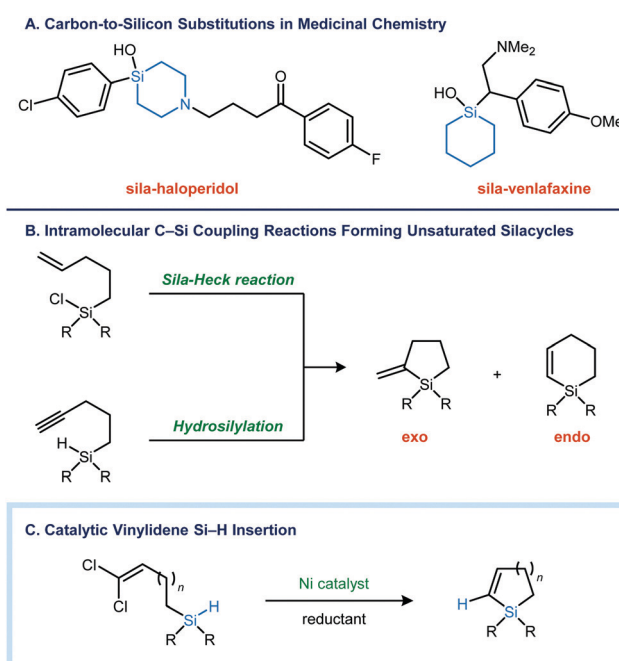 A. Carbon-to-Silicon Substitutions in Medicinal Chemistry
HO
Si
Cl
N
O
F
sila-haloperidol
NMe2
HO
Si
OMe
sila-venlafaxine
B. Intramolecular C–Si Coupling Reactions Forming Unsaturated Silacycles
Cl
Si
R R
Sila-Heck reaction
H
Si
R R
Hydrosilylation
Si
R R
exo
+
Si
R R
endo
C. Catalytic Vinylidene Si–H Insertion
Cl
Cl
( )n
H
Si
R R
Ni catalyst
reductant
( )n
H
Si
R R